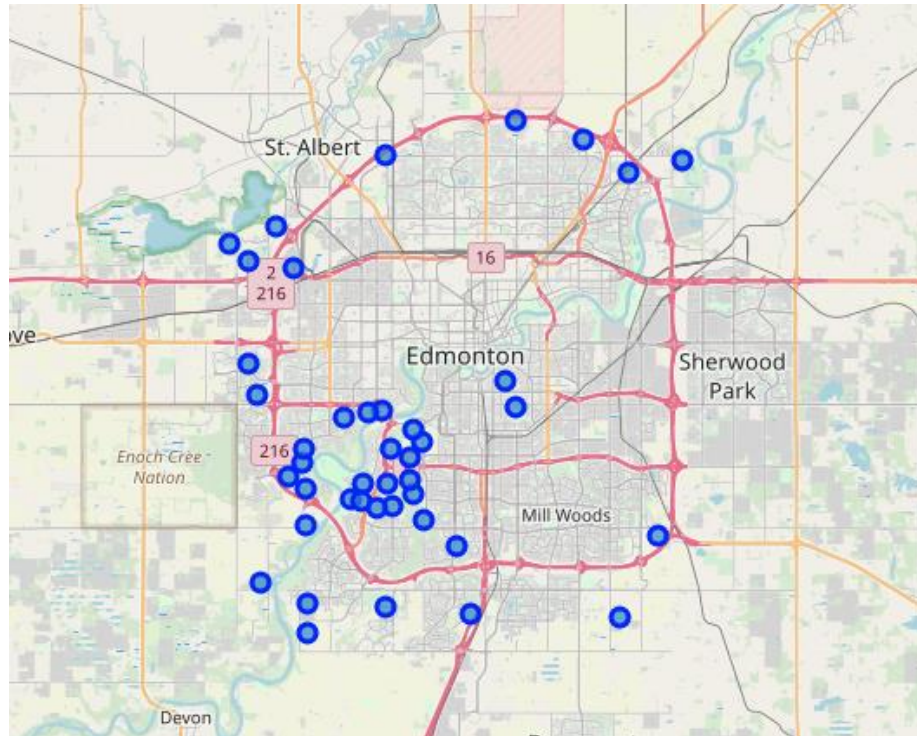 St. Albert
16
2
216
ove
Edmonton
Sherwood
Park
216
Enoch Cree
Nation
Mill Woods
Devon